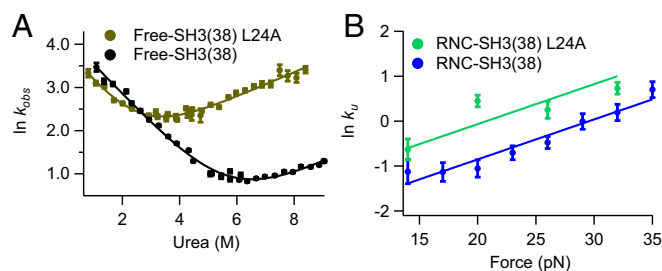 A
Free-SH3(38) L24A
Free-SH3(38)
ln kobs
4.0
3.0
2.0
1.0
2 4 6 8
Urea (M)
B
RNC-SH3(38) L24A
RNC-SH3(38)
ln ku
2
1
0
-1
-2
15 20 25 30 35
Force (pN)